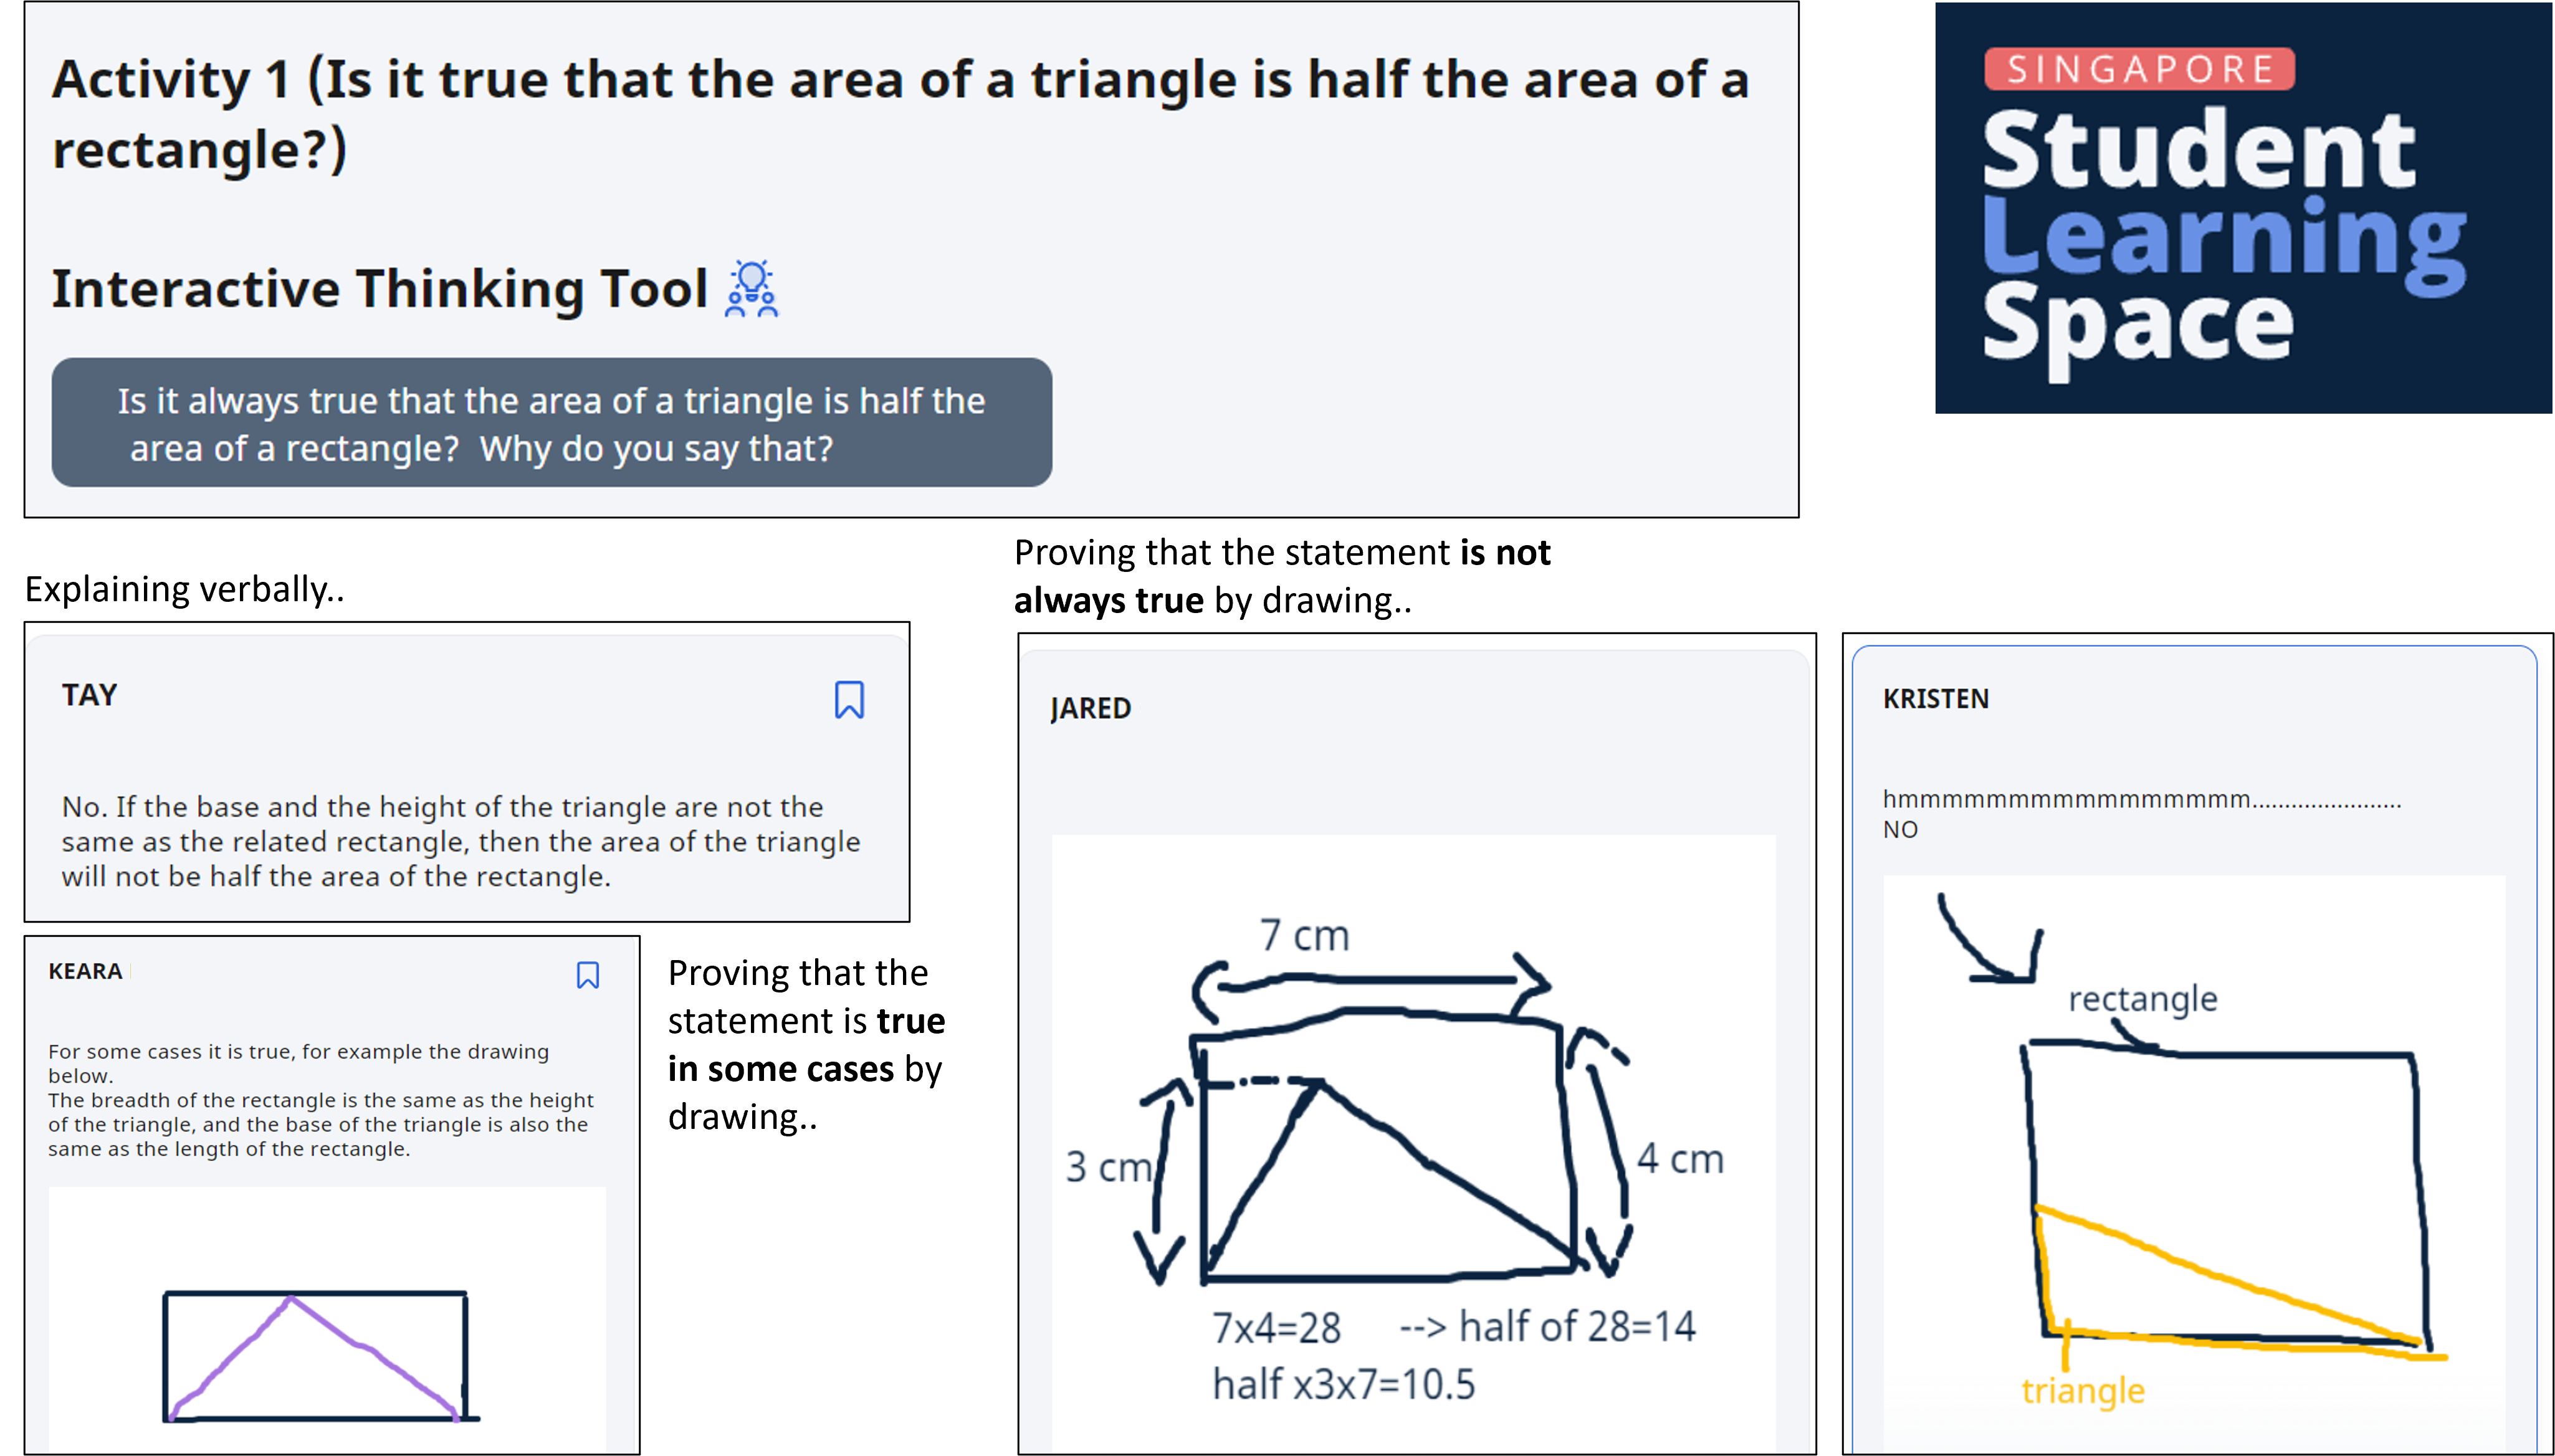 Activity 1 (Is it true that the area of a triangle is half the area of a
rectangle?)
Interactive Thinking Tool
Is it always true that the area of a triangle is half the
area of a rectangle? Why do you say that?
SINGAPORE
Student
Learning
Space
Explaining verbally..
TAY
No. If the base and the height of the triangle are not the
same as the related rectangle, then the area of the triangle
will not be half the area of the rectangle.
KEARA
For some cases it is true, for example the drawing
below.
The breadth of the rectangle is the same as the height
of the triangle, and the base of the triangle is also the
same as the length of the rectangle.
Proving that the
statement is true
in some cases by
drawing..
Proving that the statement is not
always true by drawing..
JARED
7 cm
3 cm
4 cm
7x4=28 --> half of 28=14
half x3x7=10.5
KRISTEN
hmmmmmmmmmmmmmmmmm.......................
NO
rectangle
triangle